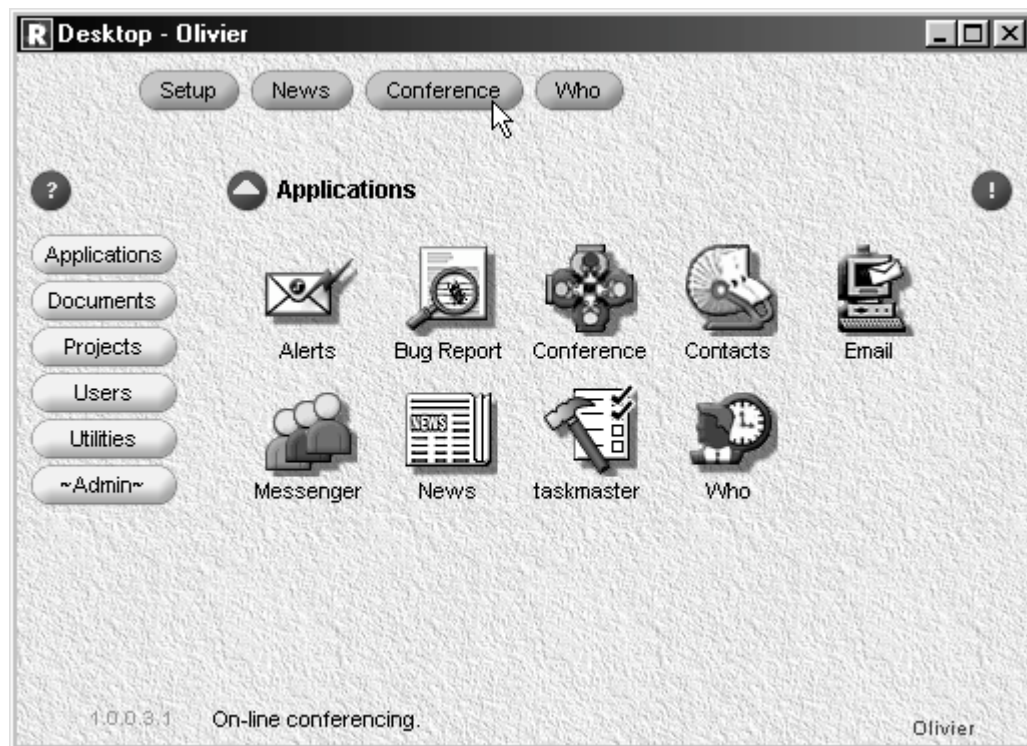 R Desktop - Olivier
Setup News Conference Who
? Applications !
Applications
Documents
Projects
Users
Utilities
~Admin~
Alerts Bug Report Conference Contacts Email
NEWS
Messenger News taskmaster Who
1.0.0.3.1 On-line conferencing. Olivier